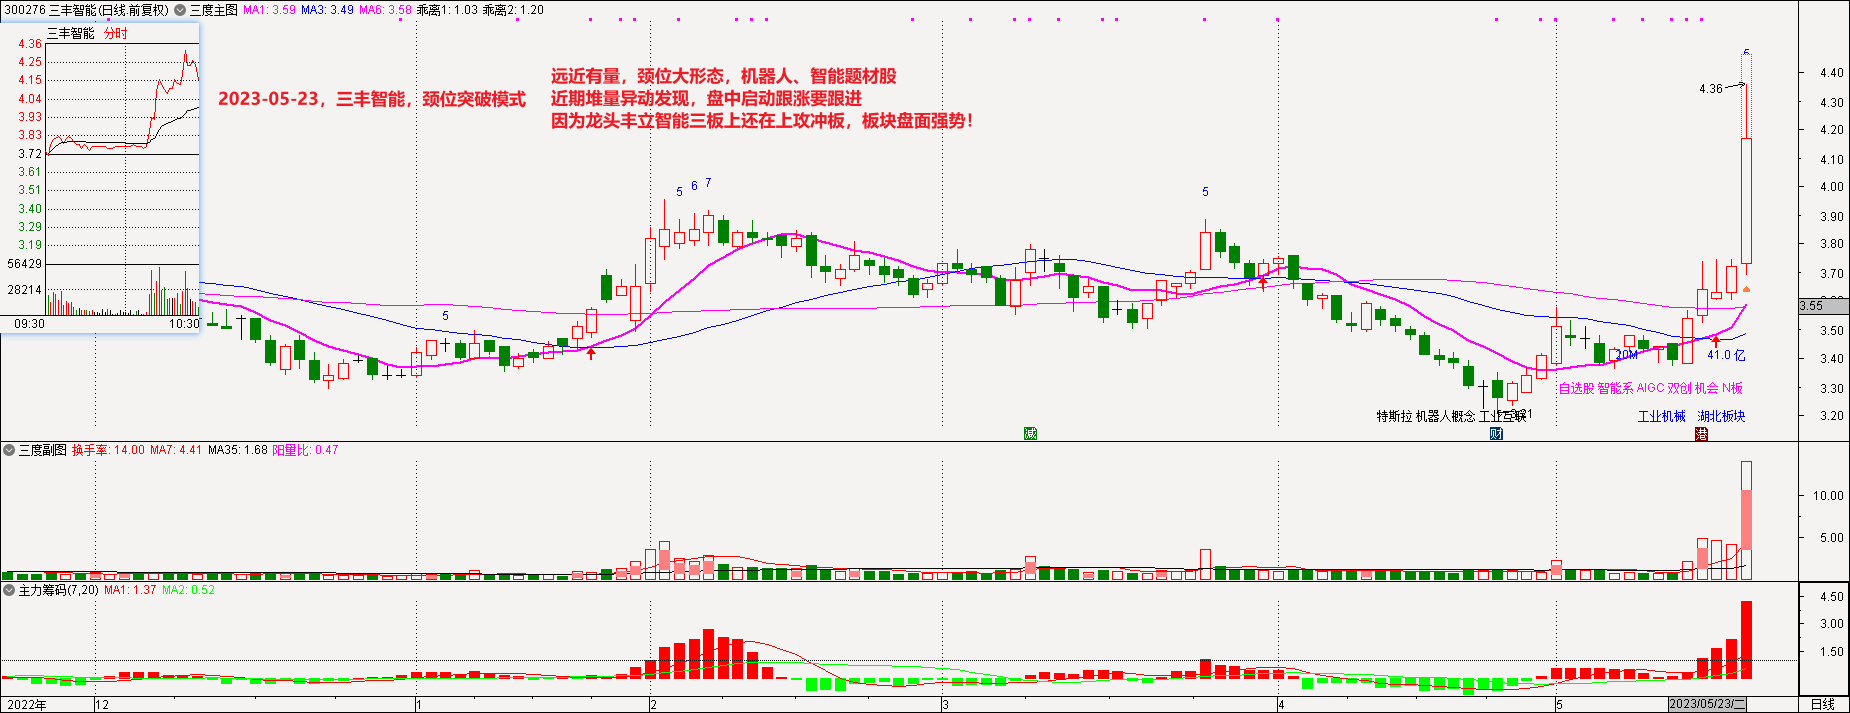 300276 三丰智能(日线.前复权) 三度主图 MA1: 3.59 MA3: 3.49 MA6: 3.58 乖离1: 1.03 乖离2: 1.20
三丰智能 分时
4.36
4.25
4.15
4.04
3.93
3.83
3.72
3.61
3.51
3.40
3.29
3.19
56429
28214
09:30 10:30
2023-05-23，三丰智能，颈位突破模式
远近有量，颈位大形态，机器人、智能题材股
近期堆量异动发现，盘中启动跟涨要跟进
因为龙头丰立智能三板上还在上攻冲板，板块盘面强势！
5
5 6 7
5
4.36
4.40
4.30
4.20
4.10
4.00
3.90
3.80
3.70
3.55
3.50
3.40
3.30
3.20
20M
41.0 亿
自选股 智能系 AIGC 双创 机会 N板
特斯拉 机器人概念 工业互联
工业机械 湖北板块
减
财
港
三度副图 换手率: 14.00 MA7: 4.41 MA35: 1.68 阳量比: 0.47
10.00
5.00
主力筹码(7,20) MA1: 1.37 MA2: 0.52
4.50
3.00
1.50
2022年 12 1 2 3 4 5 2023/05/23/二 日线